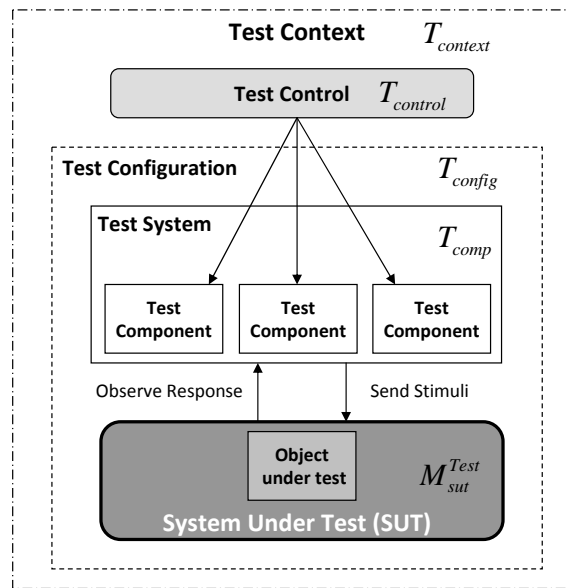 Test Context T_context
Test Control T_control
Test Configuration T_config
Test System T_comp
Test Component
Test Component
Test Component
Observe Response
Send Stimuli
Object under test
M_sut^Test
System Under Test (SUT)